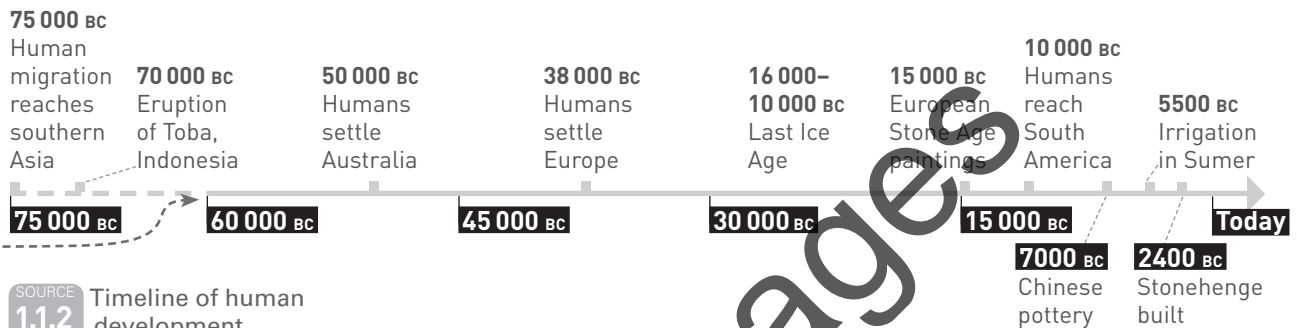 75 000 BC
Human
migration
reaches
southern
Asia
70 000 BC
Eruption
of Toba,
Indonesia
50 000 BC
Humans
settle
Australia
38 000 BC
Humans
settle
Europe
16 000–
10 000 BC
Last Ice
Age
15 000 BC
European
Stone Age
paintings
10 000 BC
Humans
reach
South
America
5500 BC
Irrigation
in Sumer
75 000 BC
60 000 BC
45 000 BC
30 000 BC
15 000 BC
Today
7000 BC
Chinese
pottery
2400 BC
Stonehenge
built
SOURCE
1.1.2
Timeline of human
development
ages